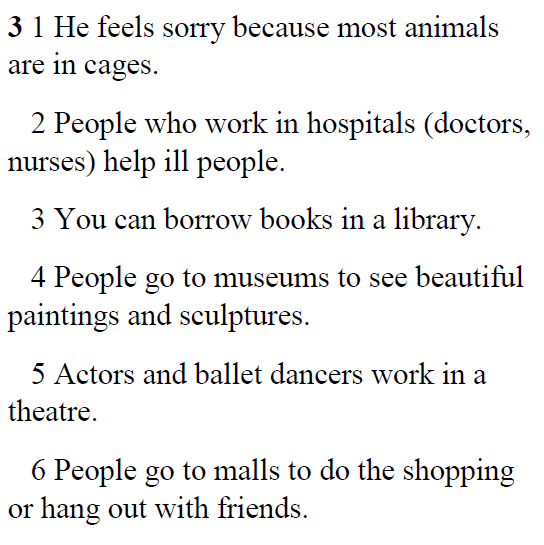 3 1 He feels sorry because most animals
are in cages.
2 People who work in hospitals (doctors,
nurses) help ill people.
3 You can borrow books in a library.
4 People go to museums to see beautiful
paintings and sculptures.
5 Actors and ballet dancers work in a
theatre.
6 People go to malls to do the shopping
or hang out with friends.